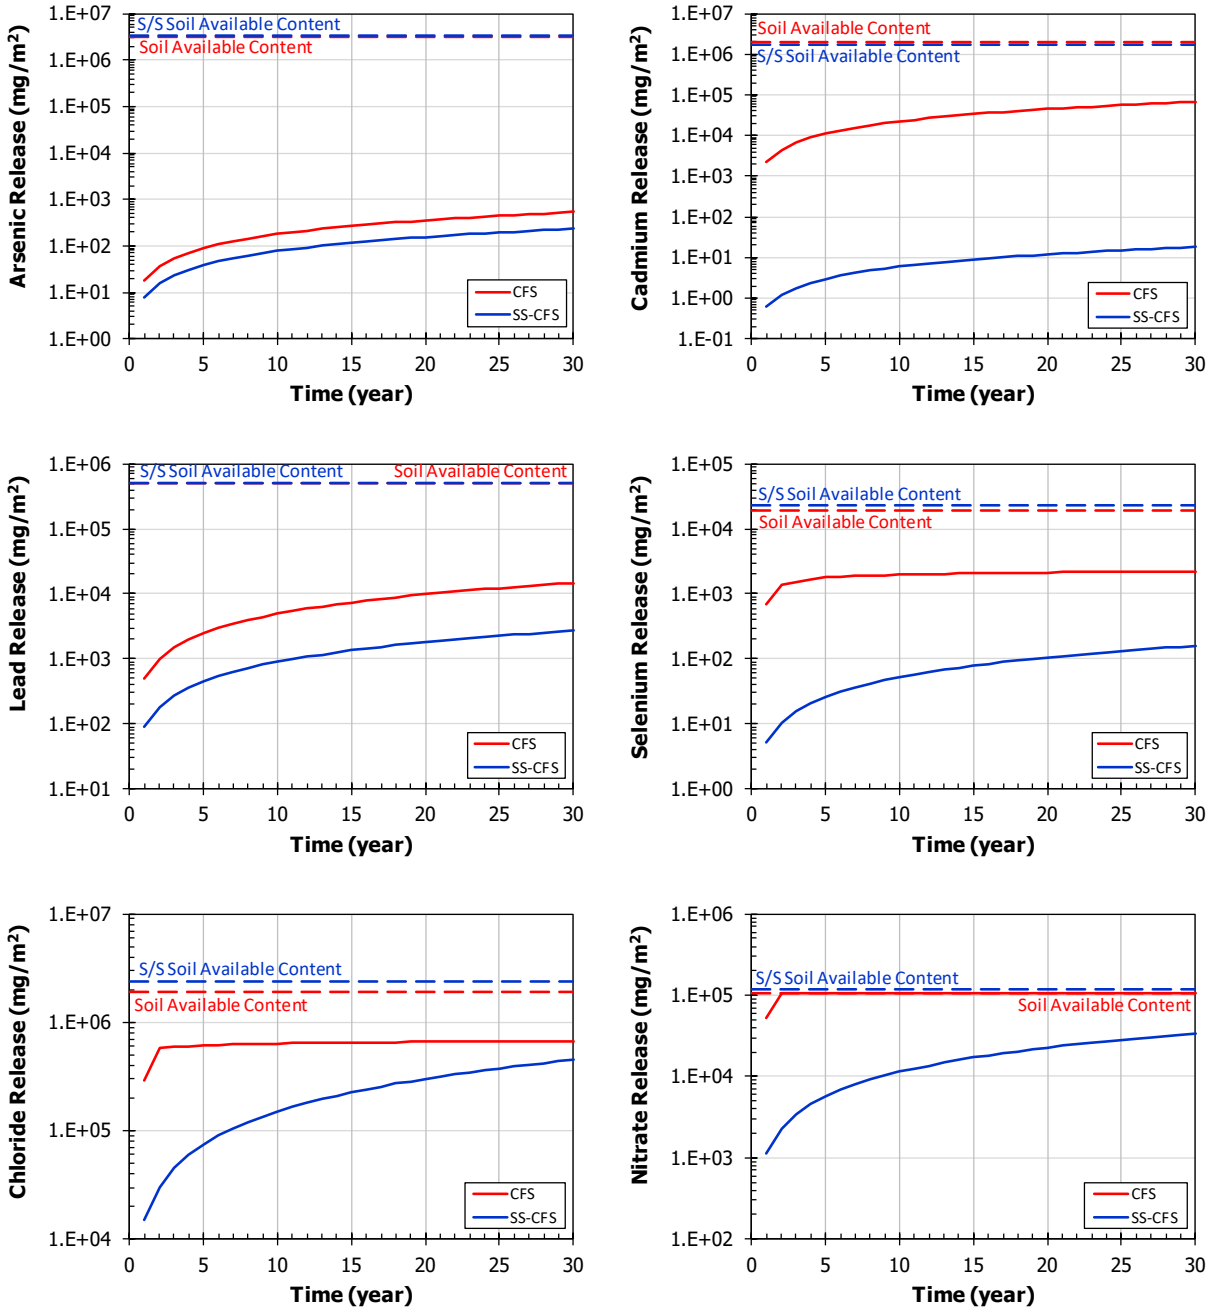 Arsenic Release (mg/m²)
1.E+07
1.E+06
1.E+05
1.E+04
1.E+03
1.E+02
1.E+01
1.E+00
S/S Soil Available Content
Soil Available Content
CFS
SS-CFS
0 5 10 15 20 25 30
Time (year)
Cadmium Release (mg/m²)
1.E+07
1.E+06
1.E+05
1.E+04
1.E+03
1.E+02
1.E+01
1.E+00
1.E-01
Soil Available Content
S/S Soil Available Content
CFS
SS-CFS
0 5 10 15 20 25 30
Time (year)
Lead Release (mg/m²)
1.E+06
1.E+05
1.E+04
1.E+03
1.E+02
1.E+01
S/S Soil Available Content Soil Available Content
CFS
SS-CFS
0 5 10 15 20 25 30
Time (year)
Selenium Release (mg/m²)
1.E+05
1.E+04
1.E+03
1.E+02
1.E+01
1.E+00
S/S Soil Available Content
Soil Available Content
CFS
SS-CFS
0 5 10 15 20 25 30
Time (year)
Chloride Release (mg/m²)
1.E+07
1.E+06
1.E+05
1.E+04
S/S Soil Available Content
Soil Available Content
CFS
SS-CFS
0 5 10 15 20 25 30
Time (year)
Nitrate Release (mg/m²)
1.E+06
1.E+05
1.E+04
1.E+03
1.E+02
S/S Soil Available Content
Soil Available Content
CFS
SS-CFS
0 5 10 15 20 25 30
Time (year)